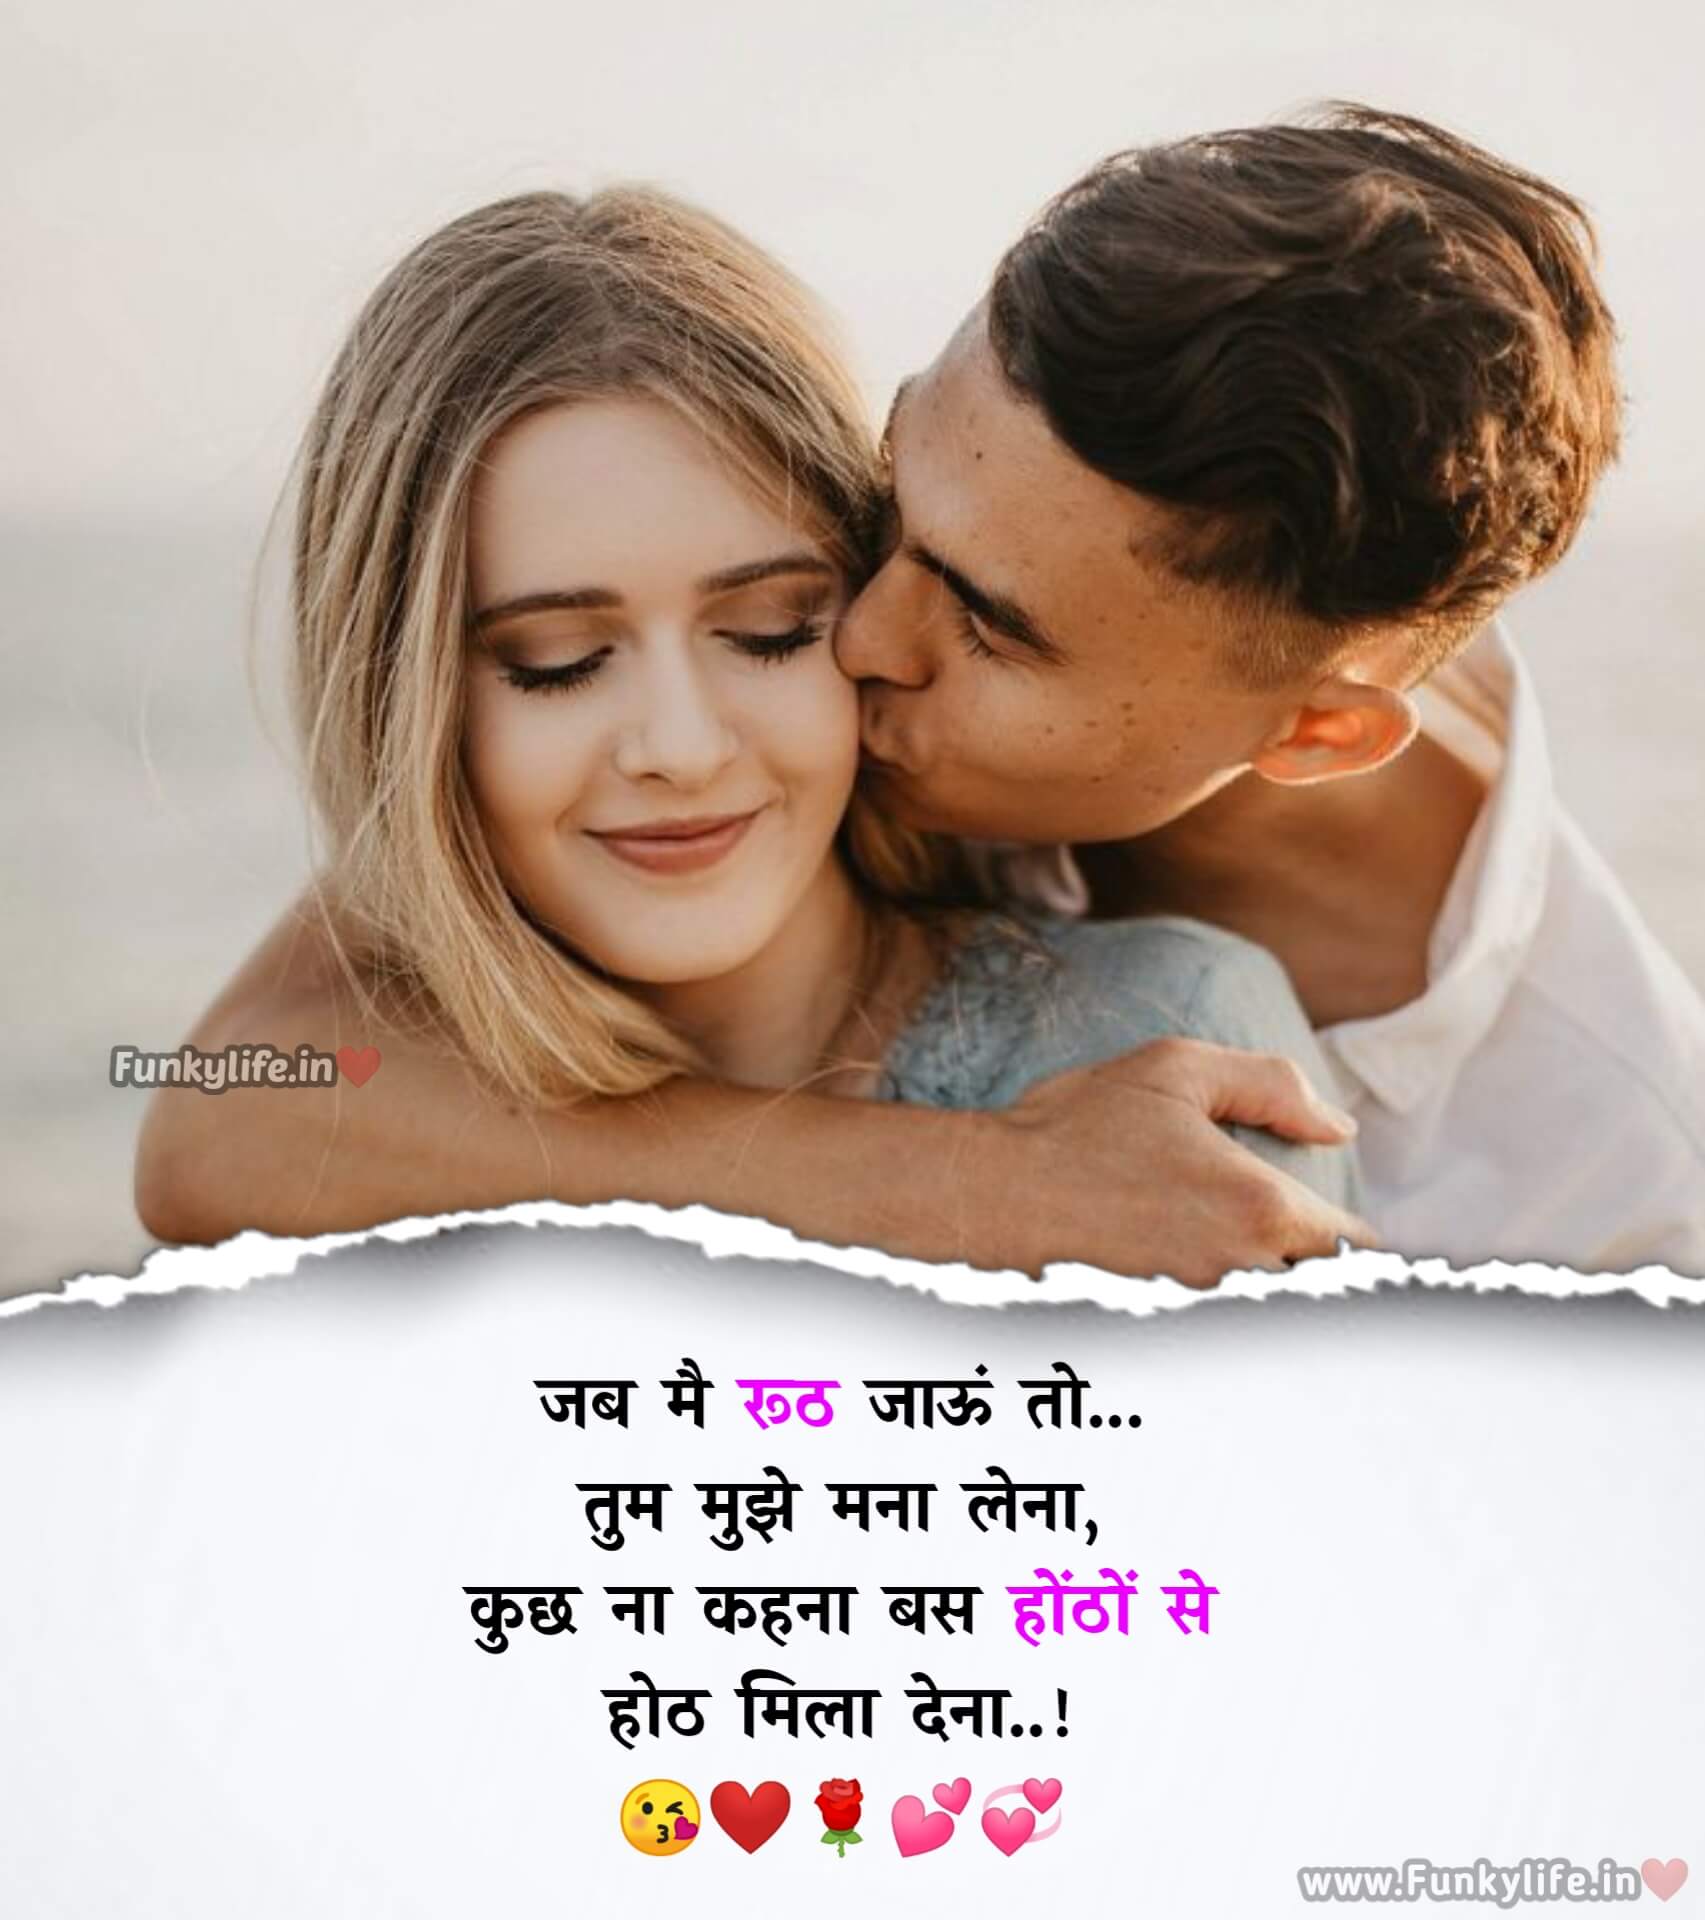 Funkylife.in
जब मै रूठ जाऊं तो...
तुम मुझे मना लेना,
कुछ ना कहना बस होंठों से
होठ मिला देना..!
😘❤️🌹💕💞
www.Funkylife.in